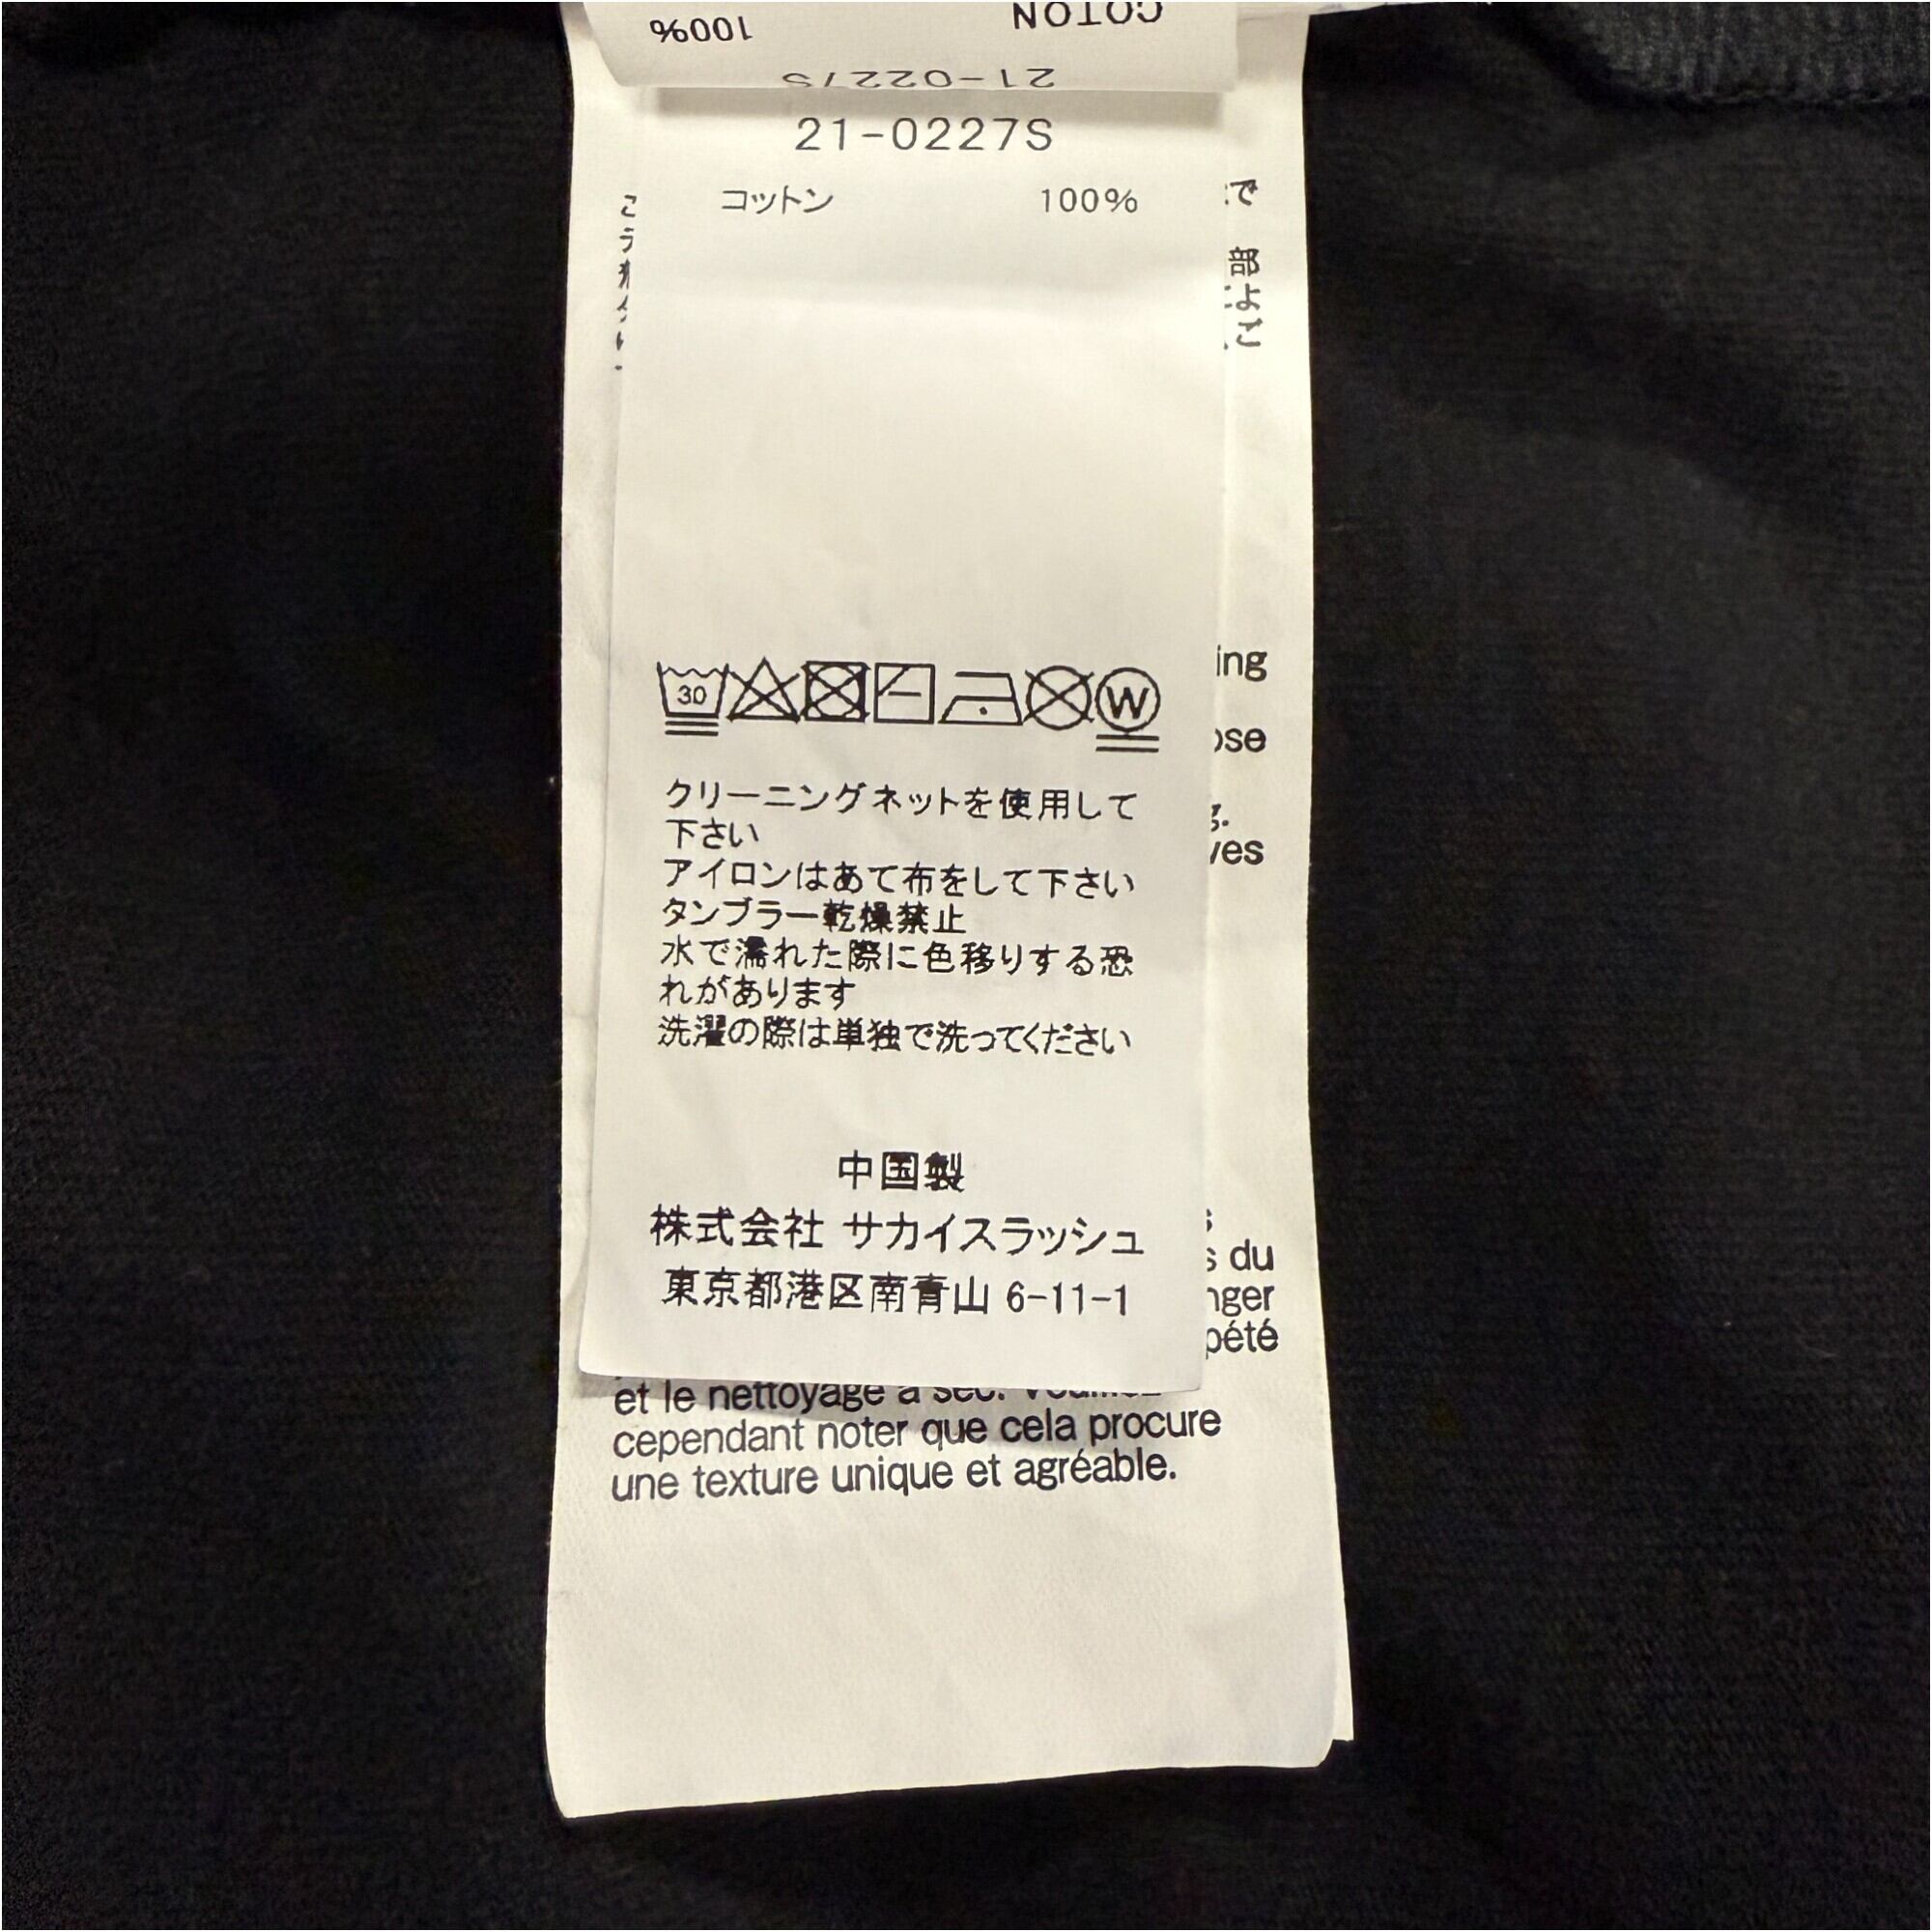 COTON 100%
21-0227S
21-0227S
コットン 100%
で
部
よ
こ
ing
30
W
クリーニングネットを使用して
下さい
アイロンはあて布をして下さい
タンブラー乾燥禁止
水で濡れた際に色移りする恐
れがあります
洗濯の際は単独で洗ってください
中国製
株式会社 サカイスラッシュ
du
東京都港区南青山 6-11-1
et le nettoyage à sec.
cependant noter que cela procure
une texture unique et agréable.